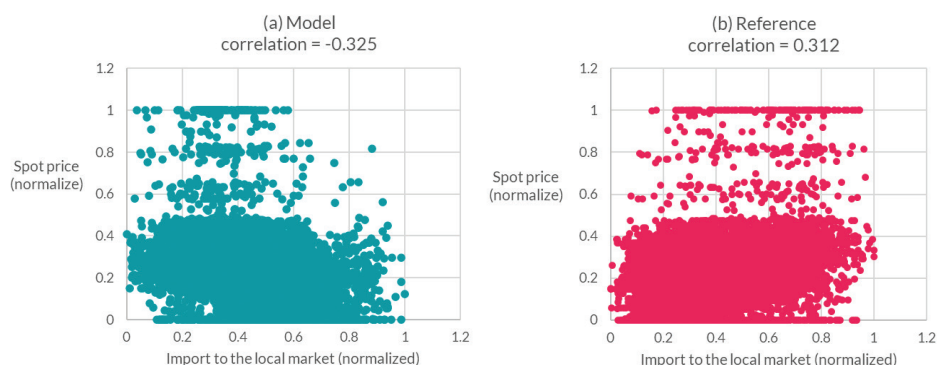 (a) Model
correlation = -0.325
1.2
1
0.8
0.6
0.4
0.2
0
Spot price
(normalize)
0 0.2 0.4 0.6 0.8 1 1.2
Import to the local market (normalized)
(b) Reference
correlation = 0.312
1.2
1
0.8
0.6
0.4
0.2
0
Spot price
(normalize)
0 0.2 0.4 0.6 0.8 1 1.2
Import to the local market (normalized)